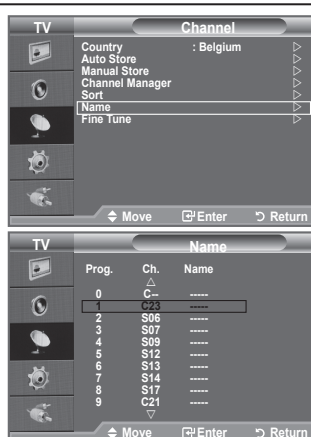 TV Channel
Country : Belgium ▷
Auto Store ▷
Manual Store ▷
Channel Manager ▷
Sort ▷
Name ▷
Fine Tune ▷
Move Enter Return
TV Name
Prog. Ch. Name
△
0 C-- -----
1 C23 -----
2 S06 -----
3 S07 -----
4 S09 -----
5 S12 -----
6 S13 -----
7 S14 -----
8 S17 -----
9 C21 -----
▽
Move Enter Return